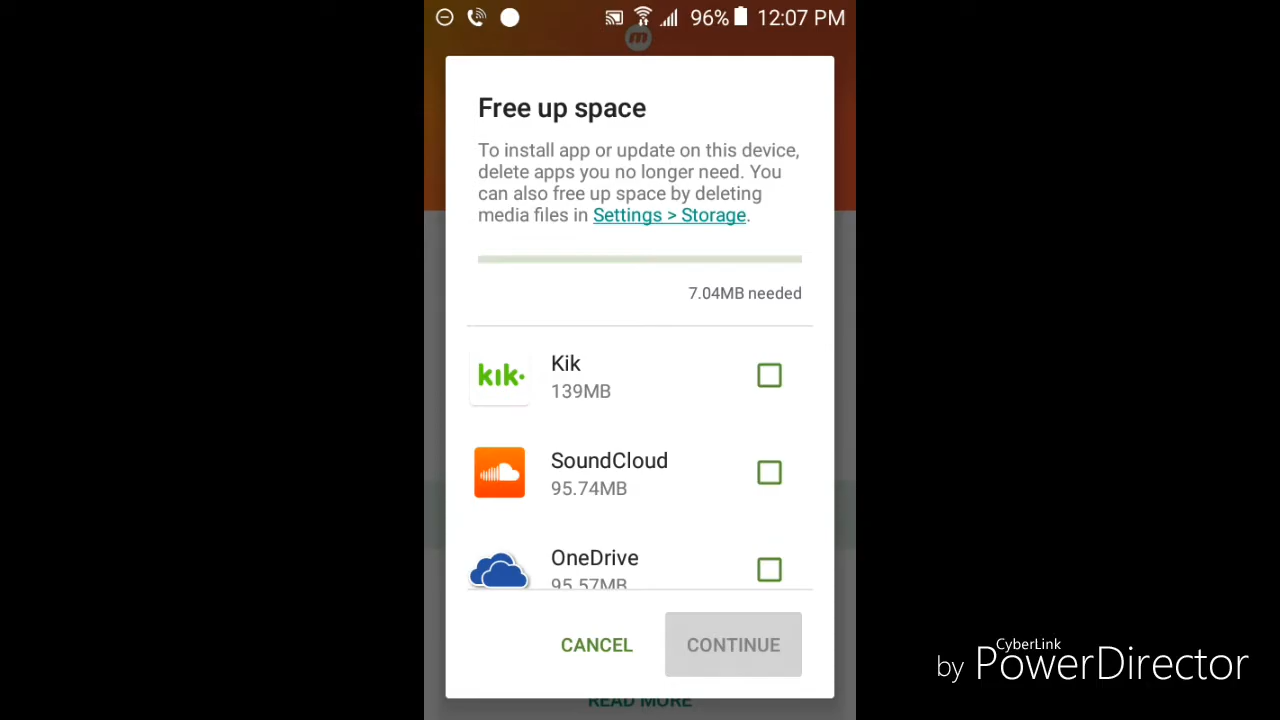 96% 12:07 PM
m
Free up space
To install app or update on this device,
delete apps you no longer need. You
can also free up space by deleting
media files in Settings > Storage.
7.04MB needed
kik.
Kik
139MB
SoundCloud
95.74MB
OneDrive
95.57MB
CANCEL CONTINUE
READ MORE
CyberLink
by PowerDirector